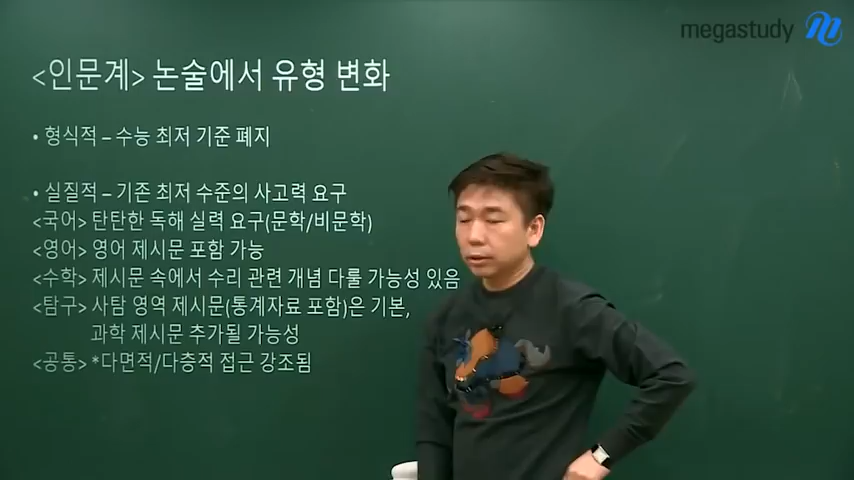 megastudy
<인문계> 논술에서 유형 변화
• 형식적 – 수능 최저 기준 폐지
• 실질적 – 기존 최저 수준의 사고력 요구
<국어> 탄탄한 독해 실력 요구(문학/비문학)
<영어> 영어 제시문 포함 가능
<수학> 제시문 속에서 수리 관련 개념 다룰 가능성 있음
<탐구> 사탐 영역 제시문(통계자료 포함)은 기본,
과학 제시문 추가될 가능성
<공통> *다면적/다층적 접근 강조됨